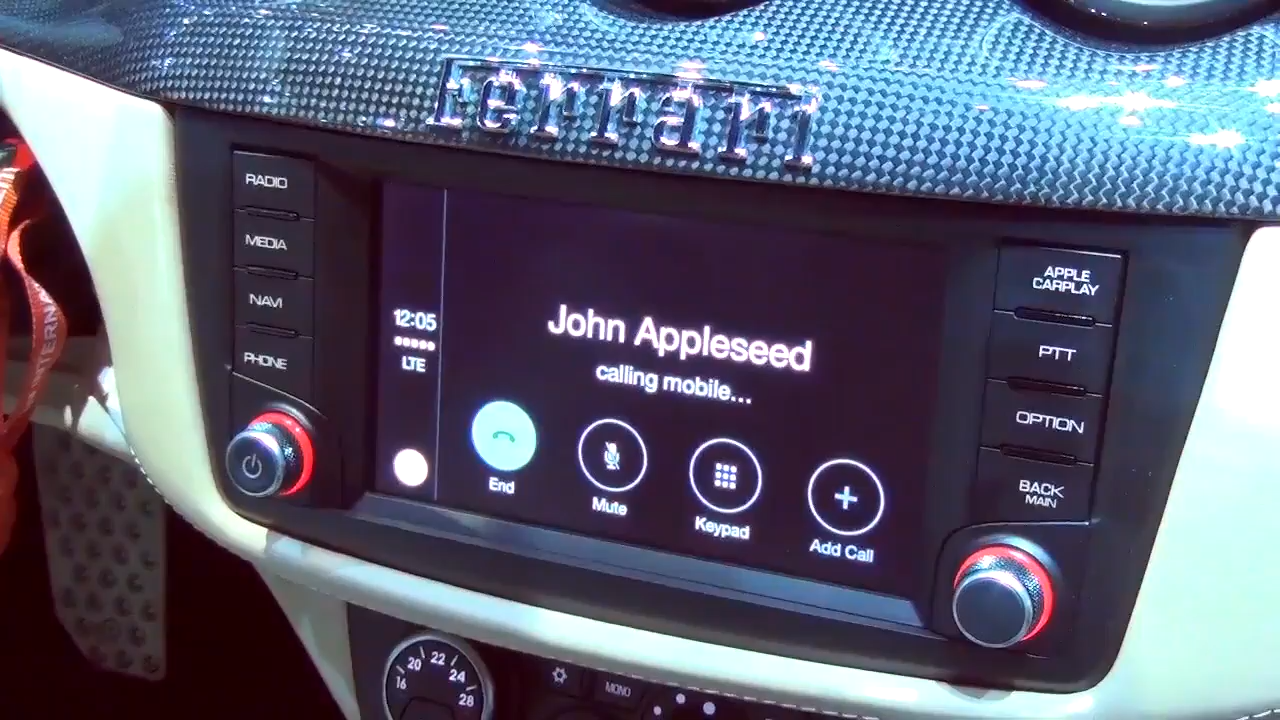 Ferrari
RADIO
MEDIA
NAVI
PHONE
12:05
LTE
John Appleseed
calling mobile...
End
Mute
Keypad
Add Call
APPLE
CARPLAY
PTT
OPTION
BACK
MAIN
16 20 22 24 28
MONO